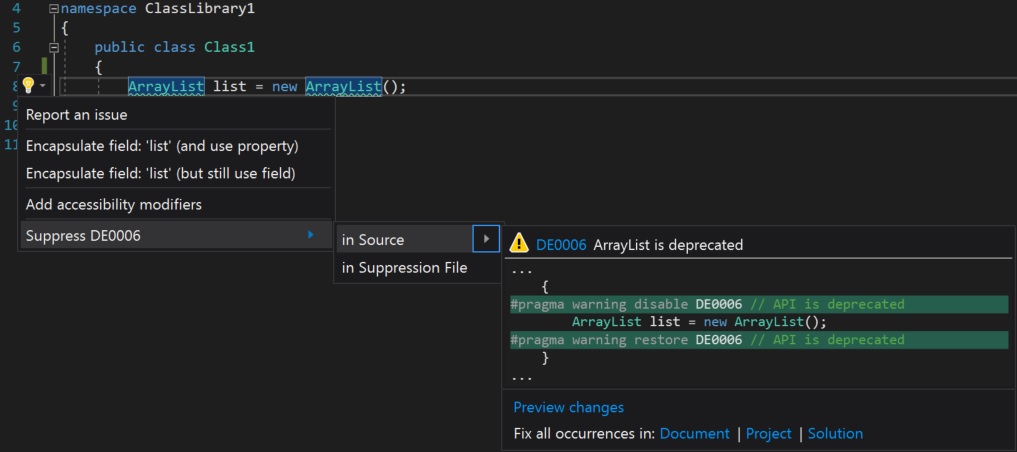 4 namespace ClassLibrary1
5 {
6 public class Class1
7 {
8 ArrayList list = new ArrayList();
9
10
11
Report an issue
Encapsulate field: 'list' (and use property)
Encapsulate field: 'list' (but still use field)
Add accessibility modifiers
Suppress DE0006
in Source
in Suppression File
DE0006 ArrayList is deprecated
...
{
#pragma warning disable DE0006 // API is deprecated
ArrayList list = new ArrayList();
#pragma warning restore DE0006 // API is deprecated
}
...
Preview changes
Fix all occurrences in: Document | Project | Solution